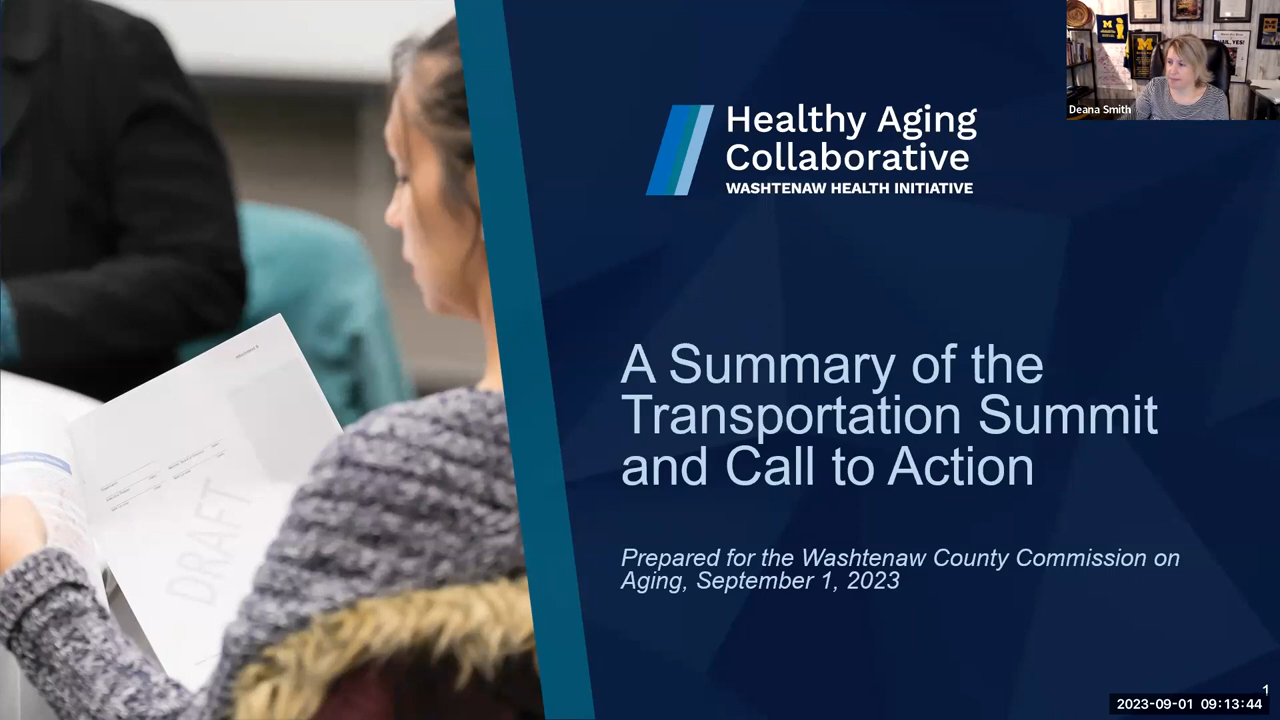 Healthy Aging
Collaborative
WASHTENAW HEALTH INITIATIVE
Deana Smith
A Summary of the
Transportation Summit
and Call to Action
Prepared for the Washtenaw County Commission on
Aging, September 1, 2023
DRAFT
1
2023-09-01 09:13:44